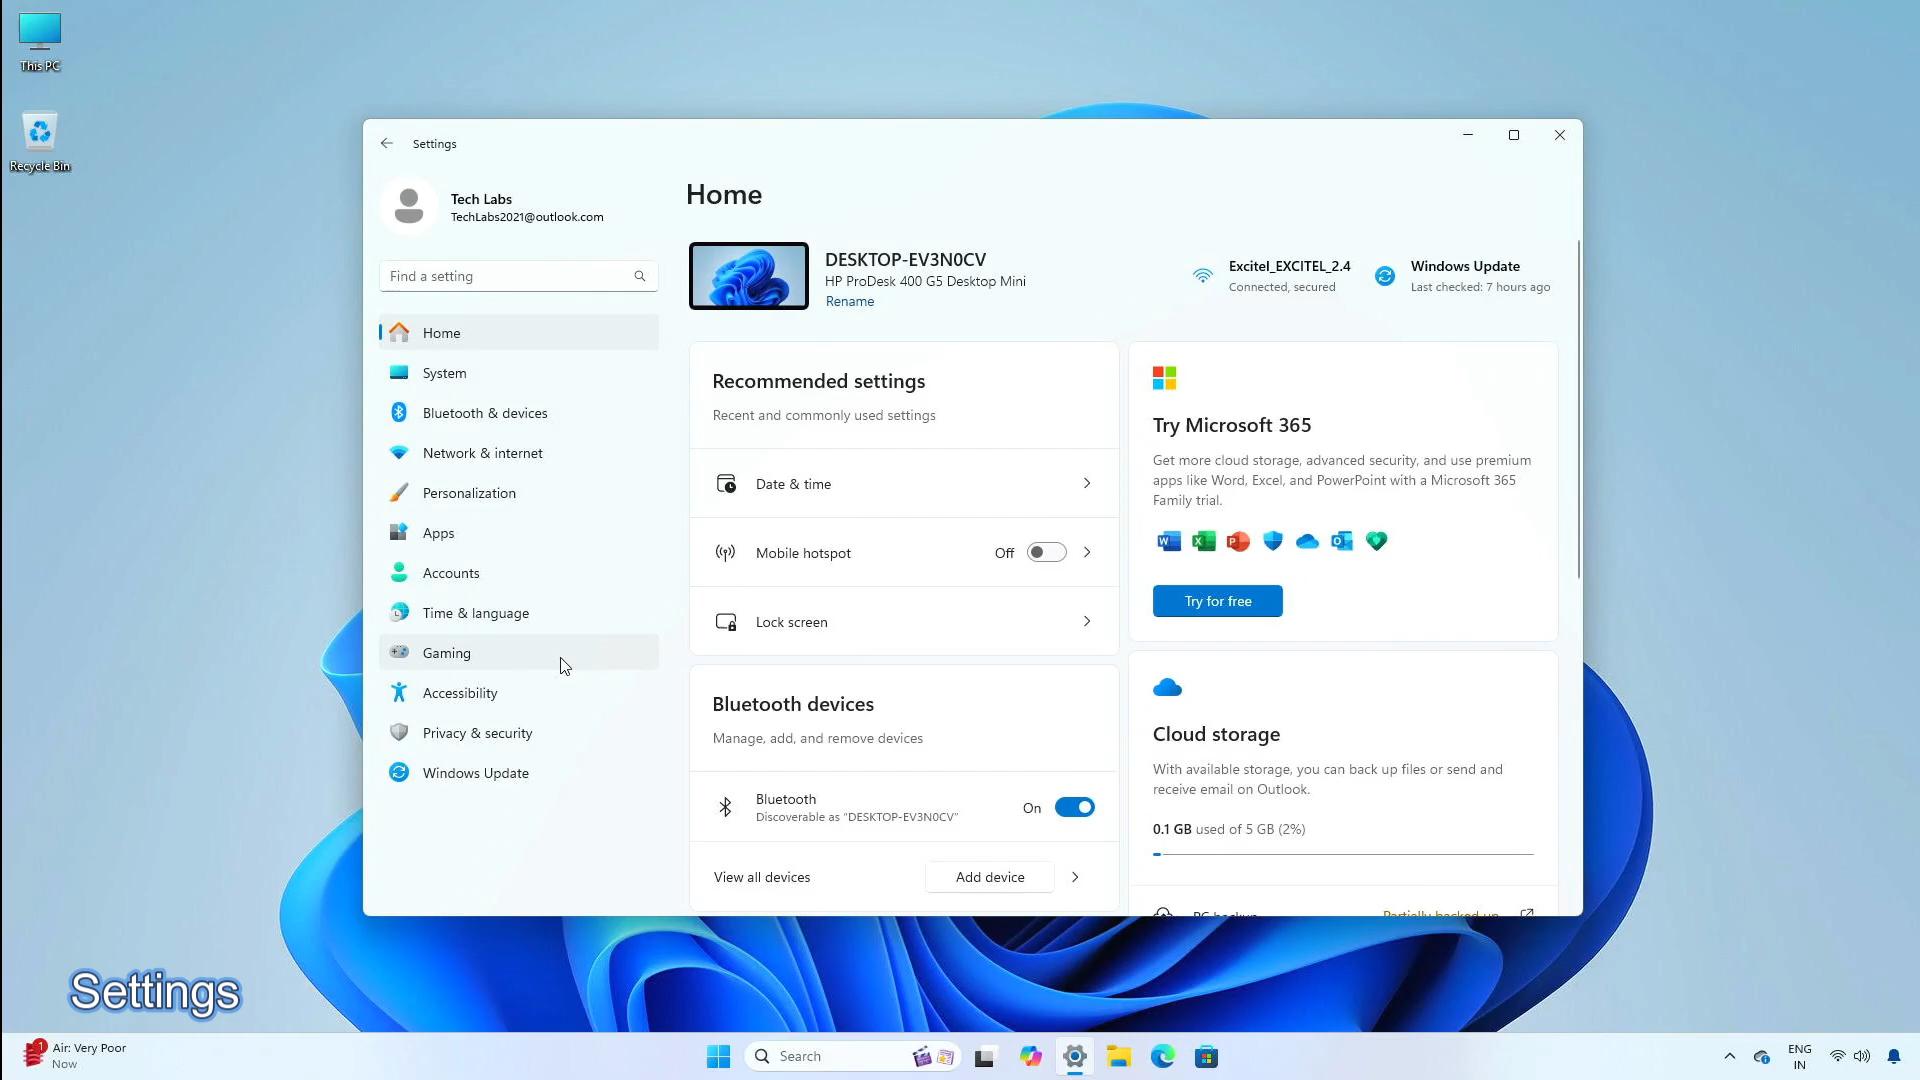 This PC
Recycle Bin
Settings
Tech Labs
TechLabs2021@outlook.com
Find a setting
Home
System
Bluetooth & devices
Network & internet
Personalization
Apps
Accounts
Time & language
Gaming
Accessibility
Privacy & security
Windows Update
Home
DESKTOP-EV3N0CV
HP ProDesk 400 G5 Desktop Mini
Rename
Excitel_EXCITEL_2.4
Connected, secured
Windows Update
Last checked: 7 hours ago
Recommended settings
Recent and commonly used settings
Date & time
Mobile hotspot
Off
Lock screen
Bluetooth devices
Manage, add, and remove devices
Bluetooth
Discoverable as "DESKTOP-EV3N0CV"
On
View all devices
Add device
Try Microsoft 365
Get more cloud storage, advanced security, and use premium
apps like Word, Excel, and PowerPoint with a Microsoft 365
Family trial.
Try for free
Cloud storage
With available storage, you can back up files or send and
receive email on Outlook.
0.1 GB used of 5 GB (2%)
PC backup
Partially backed up
Settings
1
Air: Very Poor
Now
Search
ENG
IN